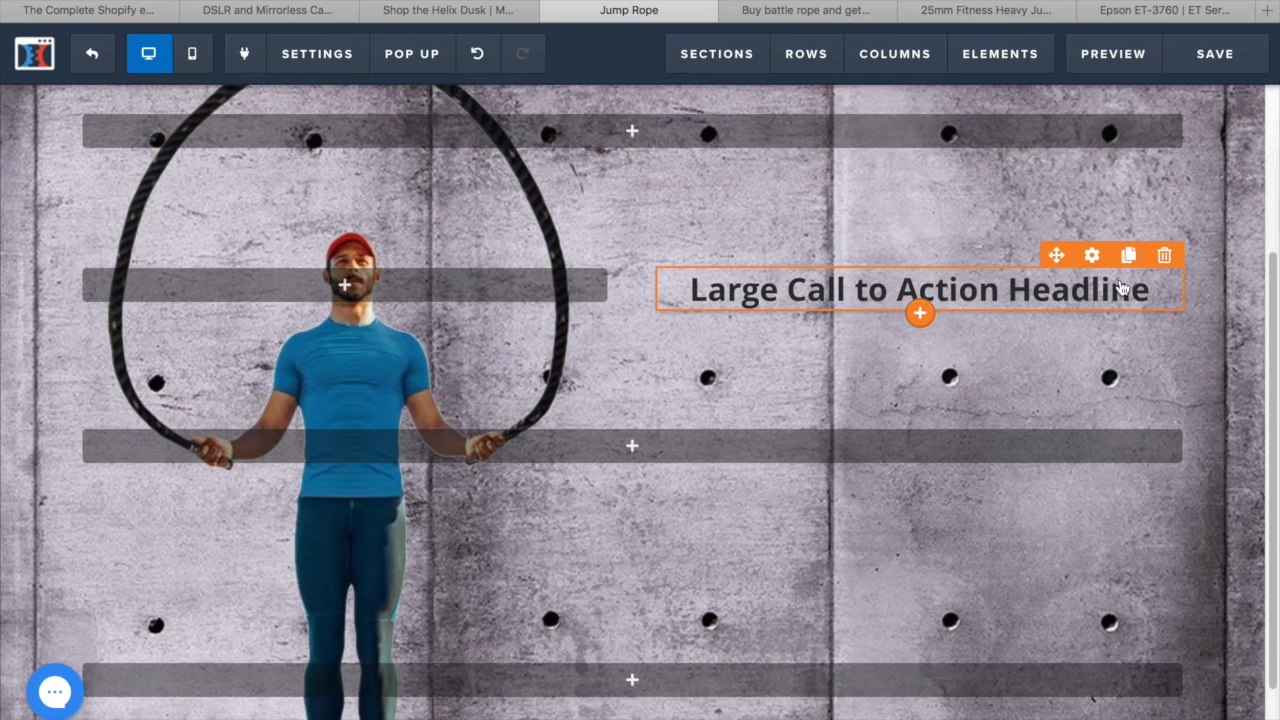 The Complete Shopify e...
DSLR and Mirrorless Ca...
Shop the Helix Dusk | M...
Jump Rope
Buy battle rope and get...
25mm Fitness Heavy Ju...
Epson ET-3760 | ET Ser...
SETTINGS
POP UP
SECTIONS
ROWS
COLUMNS
ELEMENTS
PREVIEW
SAVE
Large Call to Action Headline